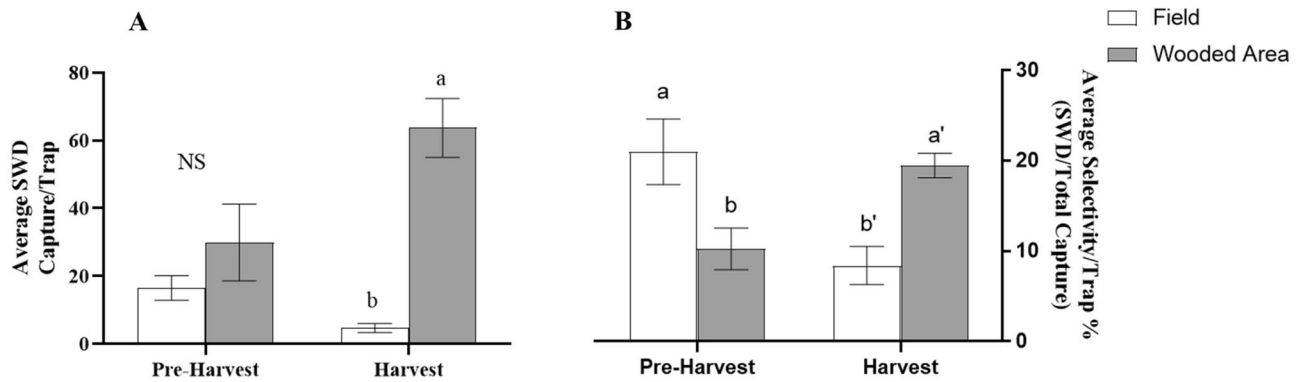 A
Average SWD
Capture/Trap
80
60
40
20
0
NS
b
a
Pre-Harvest
Harvest
B
a
b
b'
a'
Pre-Harvest
Harvest
30
20
10
0
Average Selectivity/Trap %
(SWD/Total Capture)
Field
Wooded Area